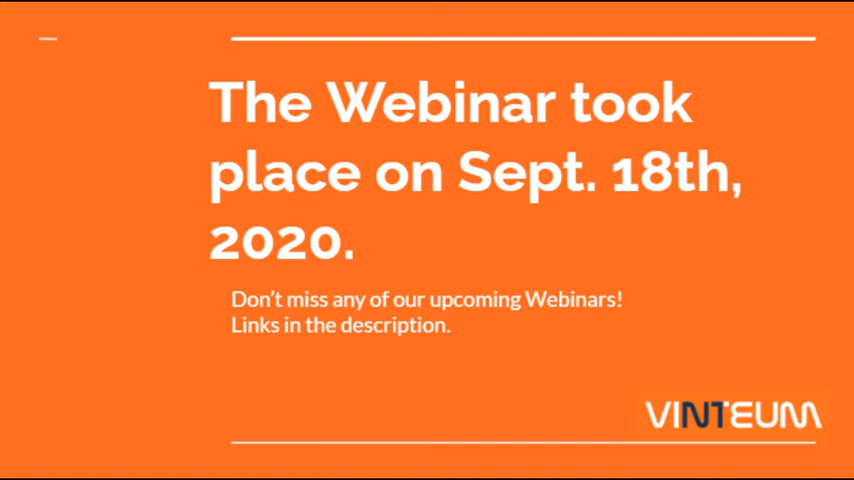 The Webinar took
place on Sept. 18th,
2020.
Don't miss any of our upcoming Webinars!
Links in the description.
VINTEUM